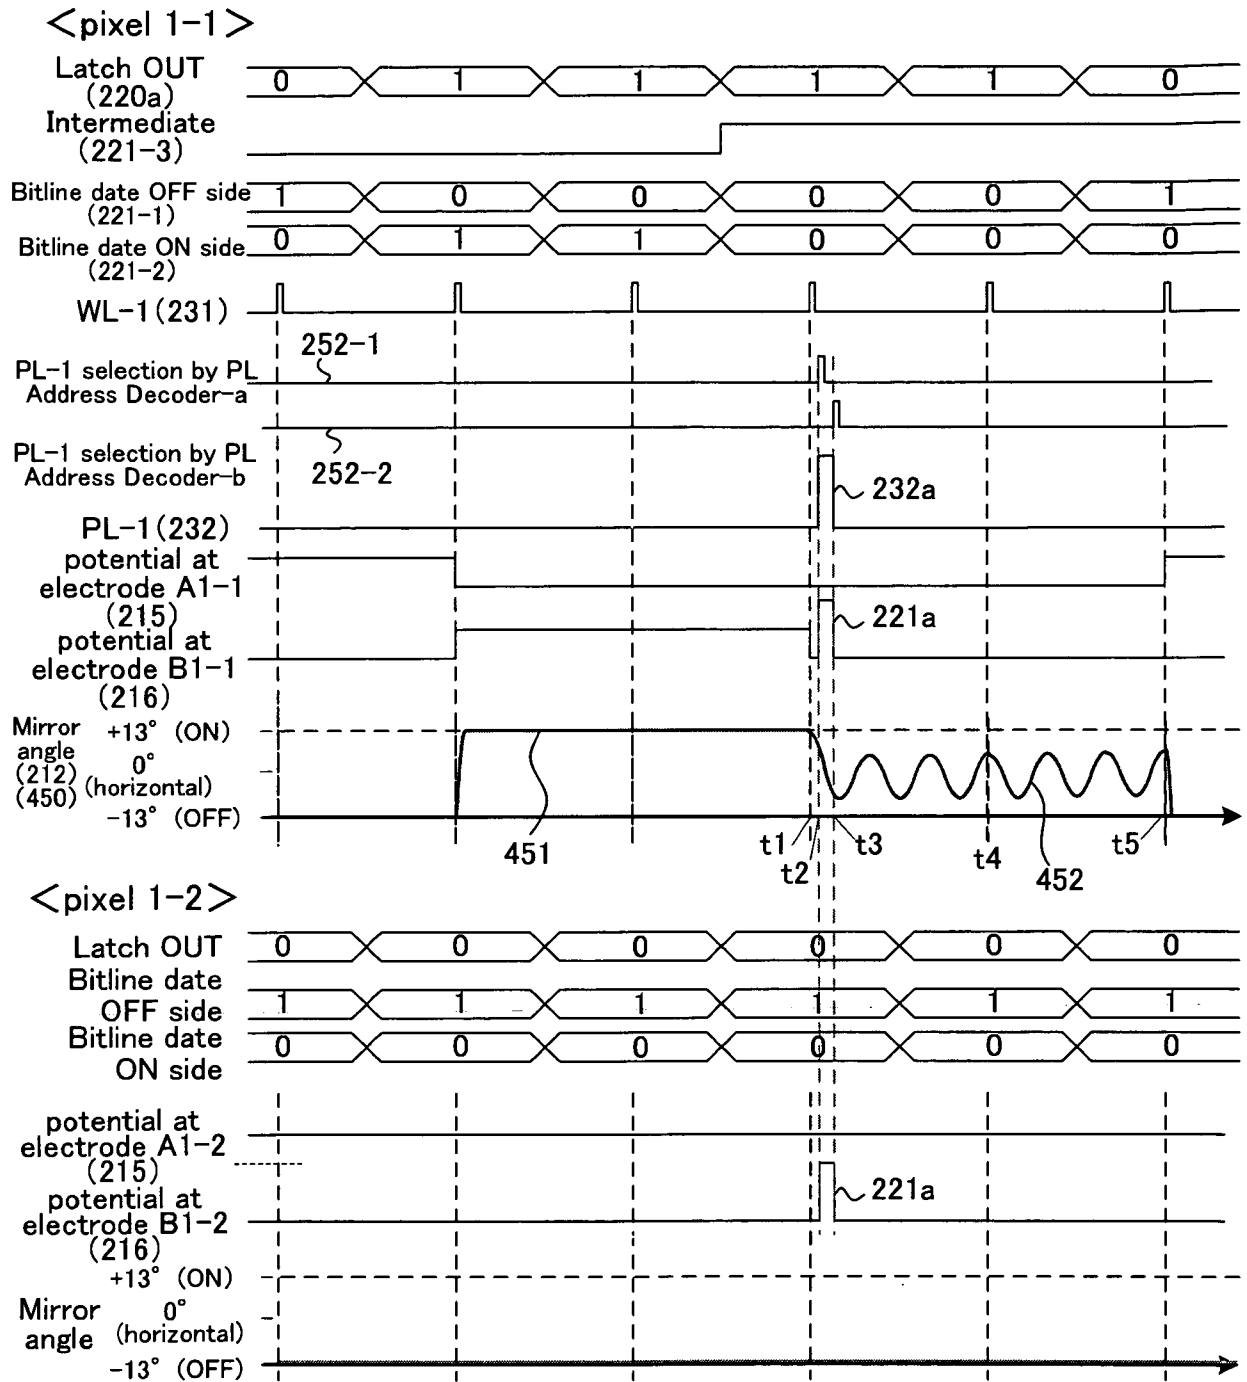 <pixel 1-1>
Latch OUT
(220a)
0 1 1 1 1 0
Intermediate
(221-3)
Bitline date OFF side
(221-1)
1 0 0 0 0 1
Bitline date ON side
(221-2)
0 1 1 0 0 0
WL-1(231)
252-1
PL-1 selection by PL
Address Decoder-a
PL-1 selection by PL
Address Decoder-b
252-2
232a
PL-1(232)
potential at
electrode A1-1
(215)
221a
potential at
electrode B1-1
(216)
Mirror
angle
(212)
(450)
+13° (ON)
0°
(horizontal)
-13° (OFF)
451
t1
t2
t3
t4
452
t5
<pixel 1-2>
Latch OUT
0 0 0 0 0 0
Bitline date
OFF side
1 1 1 1 1 1
Bitline date
ON side
0 0 0 0 0 0
potential at
electrode A1-2
(215)
potential at
electrode B1-2
(216)
221a
+13° (ON)
Mirror
angle
0°
(horizontal)
-13° (OFF)